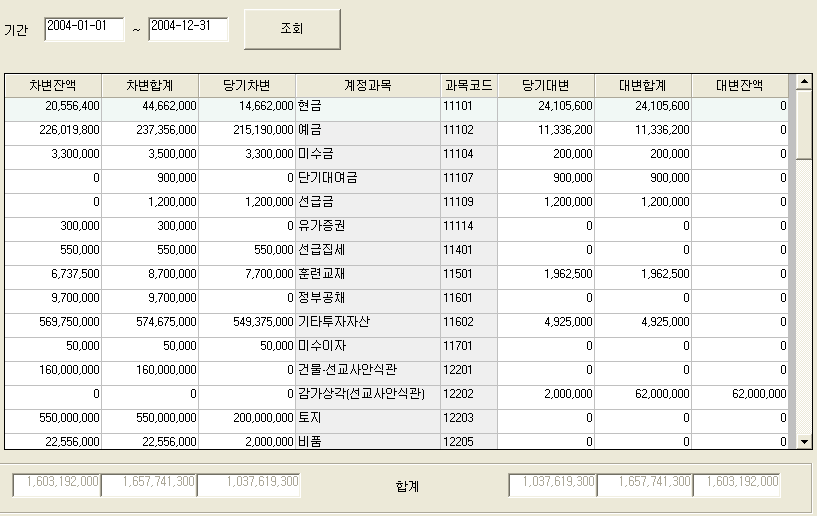 기간 2004-01-01 ~ 2004-12-31 조회
차변잔액 차변합계 당기차변 계정과목 과목코드 당기대변 대변합계 대변잔액
20,556,400 44,662,000 14,662,000 현금 11101 24,105,600 24,105,600 0
226,019,800 237,356,000 215,190,000 예금 11102 11,336,200 11,336,200 0
3,300,000 3,500,000 3,300,000 미수금 11104 200,000 200,000 0
0 900,000 0 단기대여금 11107 900,000 900,000 0
0 1,200,000 1,200,000 선급금 11109 1,200,000 1,200,000 0
300,000 300,000 0 유가증권 11114 0 0 0
550,000 550,000 550,000 선급집세 11401 0 0 0
6,737,500 8,700,000 7,700,000 훈련교재 11501 1,962,500 1,962,500 0
9,700,000 9,700,000 0 정부공채 11601 0 0 0
569,750,000 574,675,000 549,375,000 기타투자자산 11602 4,925,000 4,925,000 0
50,000 50,000 50,000 미수이자 11701 0 0 0
160,000,000 160,000,000 0 건물-선교사안식관 12201 0 0 0
0 0 0 감가상각(선교사안식관) 12202 2,000,000 62,000,000 62,000,000
550,000,000 550,000,000 200,000,000 토지 12203 0 0 0
22,556,000 22,556,000 2,000,000 비품 12205 0 0 0
1,603,192,000 1,657,741,300 1,037,619,300 합계 1,037,619,300 1,657,741,300 1,603,192,000